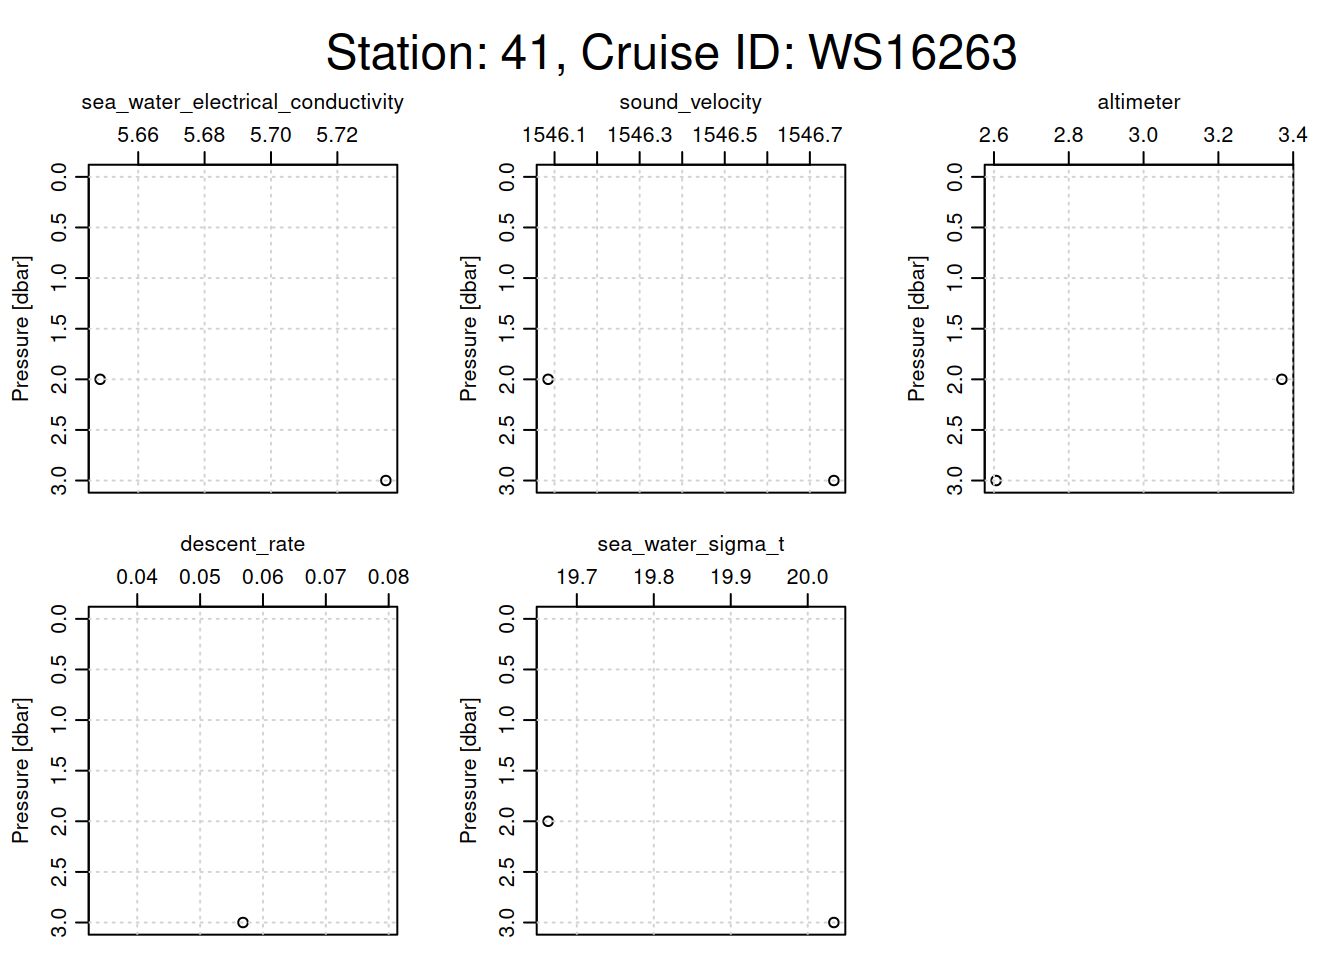 Station: 41, Cruise ID: WS16263
sea_water_electrical_conductivity
5.66 5.68 5.70 5.72
Pressure [dbar]
0.0
0.5
1.0
1.5
2.0
2.5
3.0
sound_velocity
1546.1 1546.3 1546.5 1546.7
Pressure [dbar]
0.0
0.5
1.0
1.5
2.0
2.5
3.0
altimeter
2.6 2.8 3.0 3.2 3.4
Pressure [dbar]
0.0
0.5
1.0
1.5
2.0
2.5
3.0
descent_rate
0.04 0.05 0.06 0.07 0.08
Pressure [dbar]
0.0
0.5
1.0
1.5
2.0
2.5
3.0
sea_water_sigma_t
19.7 19.8 19.9 20.0
Pressure [dbar]
0.0
0.5
1.0
1.5
2.0
2.5
3.0